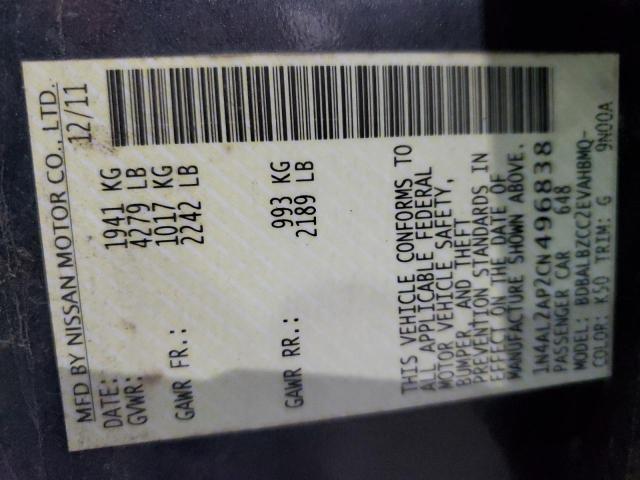 MFD BY NISSAN MOTOR CO., LTD.
DATE: 12/11
GVWR: 1941 KG
4279 LB
GAWR FR.: 1017 KG
2242 LB
GAWR RR.: 993 KG
2189 LB
THIS VEHICLE CONFORMS TO
ALL APPLICABLE FEDERAL
MOTOR VEHICLE SAFETY,
BUMPER, AND THEFT
PREVENTION STANDARDS IN
EFFECT ON THE DATE OF
MANUFACTURE SHOWN ABOVE.
1N4AL2AP2CN496838
PASSENGER CAR 648
MODEL: BDBALBZCC2EVAHBMQ-
COLOR: K50 TRIM: G 9N00A